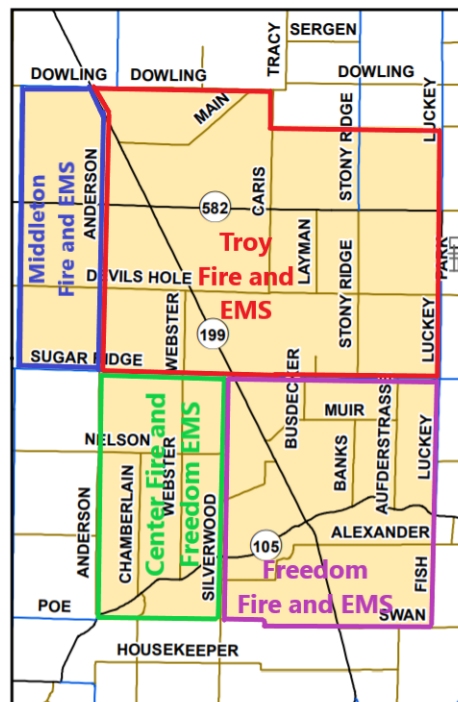 SERGEN
TRACY
DOWLING
DOWLING
DOWLING
MAIN
STONY RIDGE
LUCKEY
Middleton
Fire and EMS
ANDERSON
582
CARIS
Troy
Fire and
EMS
LAYMAN
PARK
DEVILS HOLE
WEBSTER
199
STONY RIDGE
LUCKEY
SUGAR RIDGE
BUSDECKER
MUIR
AUFDERSTRASSE
NELSON
Center Fire and
Freedom EMS
WEBSTER
BANKS
LUCKEY
CHAMBERLAIN
ANDERSON
SILVERWOOD
105
ALEXANDER
Freedom
Fire and EMS
FISH
POE
SWAN
HOUSEKEEPER